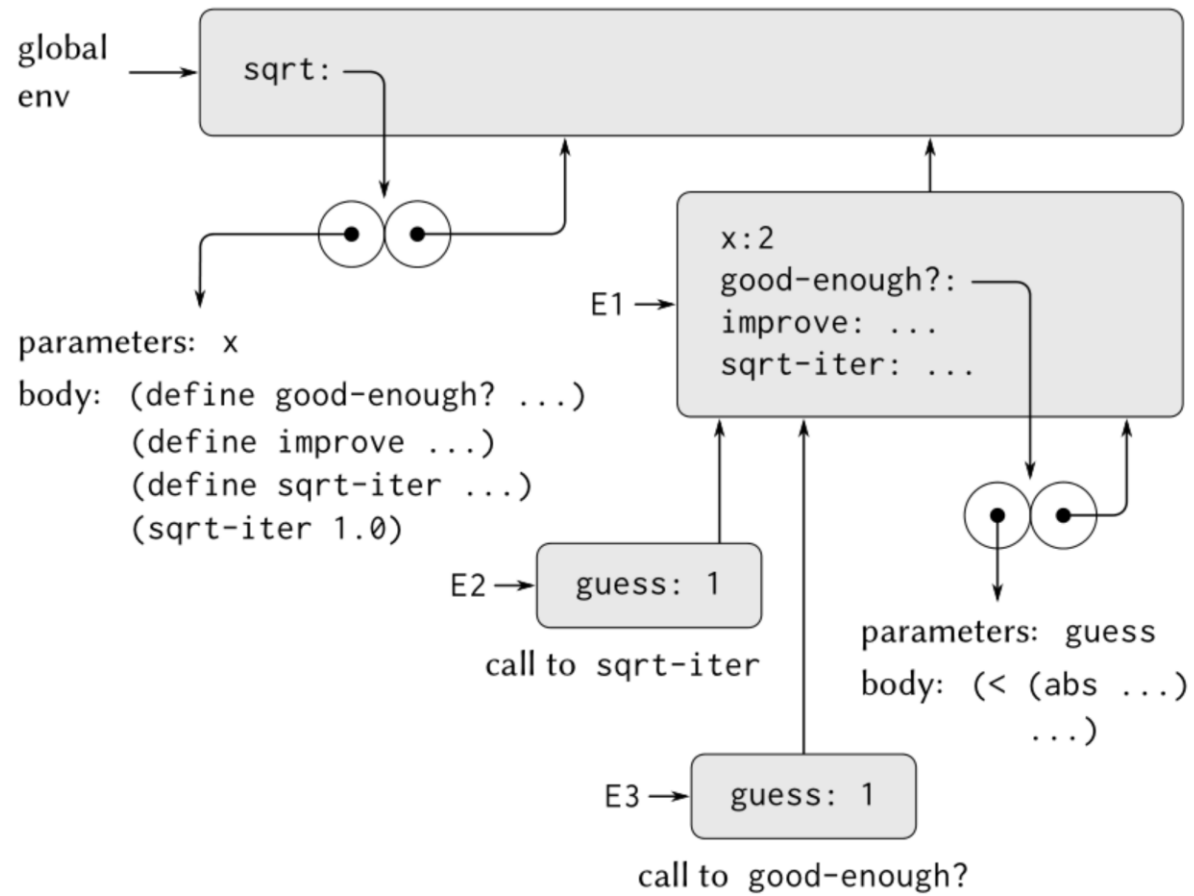 global
env
sqrt:
x:2
good-enough?:
improve: ...
sqrt-iter: ...
E1
parameters: x
body: (define good-enough? ...)
(define improve ...)
(define sqrt-iter ...)
(sqrt-iter 1.0)
E2
guess: 1
call to sqrt-iter
parameters: guess
body: (< (abs ...)
...)
E3
guess: 1
call to good-enough?